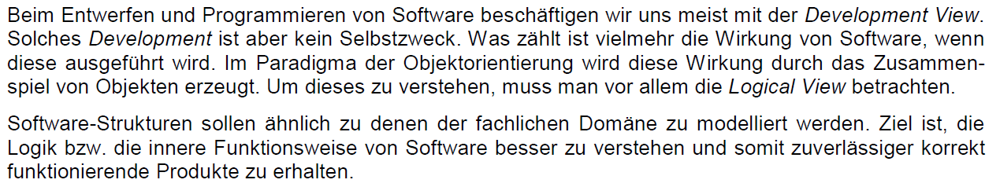 Beim Entwerfen und Programmieren von Software beschäftigen wir uns meist mit der Development View.
Solches Development ist aber kein Selbstzweck. Was zählt ist vielmehr die Wirkung von Software, wenn
diese ausgeführt wird. Im Paradigma der Objektorientierung wird diese Wirkung durch das Zusammen-
spiel von Objekten erzeugt. Um dieses zu verstehen, muss man vor allem die Logical View betrachten.
Software-Strukturen sollen ähnlich zu denen der fachlichen Domäne zu modelliert werden. Ziel ist, die
Logik bzw. die innere Funktionsweise von Software besser zu verstehen und somit zuverlässiger korrekt
funktionierende Produkte zu erhalten.